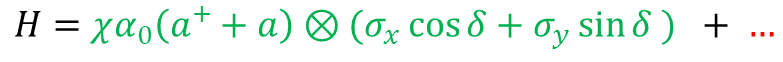 H = χα₀(a⁺ + a) ⊗ (σₓ cos δ + σᵧ sin δ ) + ...